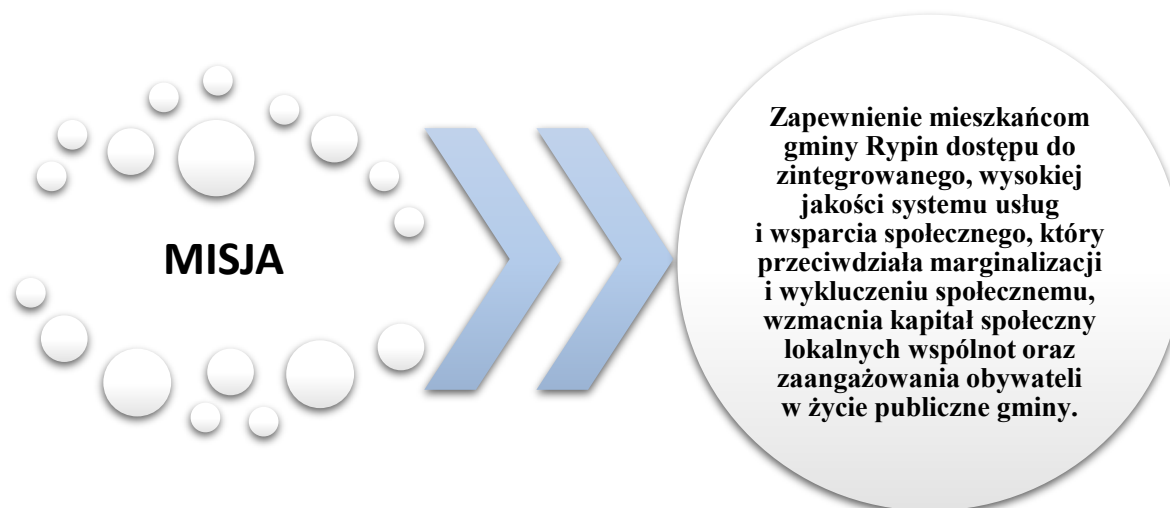 MISJA
Zapewnienie mieszkańcom
gminy Rypin dostępu do
zintegrowanego, wysokiej
jakości systemu usług
i wsparcia społecznego, który
przeciwdziała marginalizacji
i wykluczeniu społecznemu,
wzmacnia kapitał społeczny
lokalnych wspólnot oraz
zaangażowania obywateli
w życie publiczne gminy.